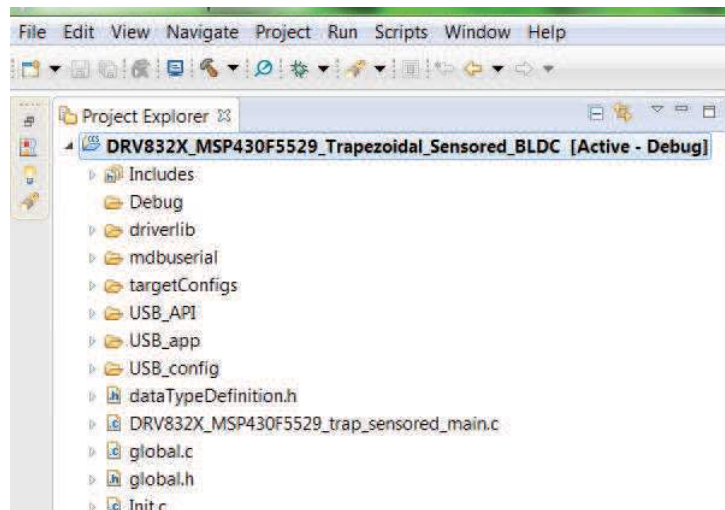 File Edit View Navigate Project Run Scripts Window Help
Project Explorer
DRV832X_MSP430F5529_Trapezoidal_Sensored_BLDC [Active - Debug]
Includes
Debug
driverlib
mdbuserial
targetConfigs
USB_API
USB_app
USB_config
dataTypeDefinition.h
DRV832X_MSP430F5529_trap_sensored_main.c
global.c
global.h
Init.c